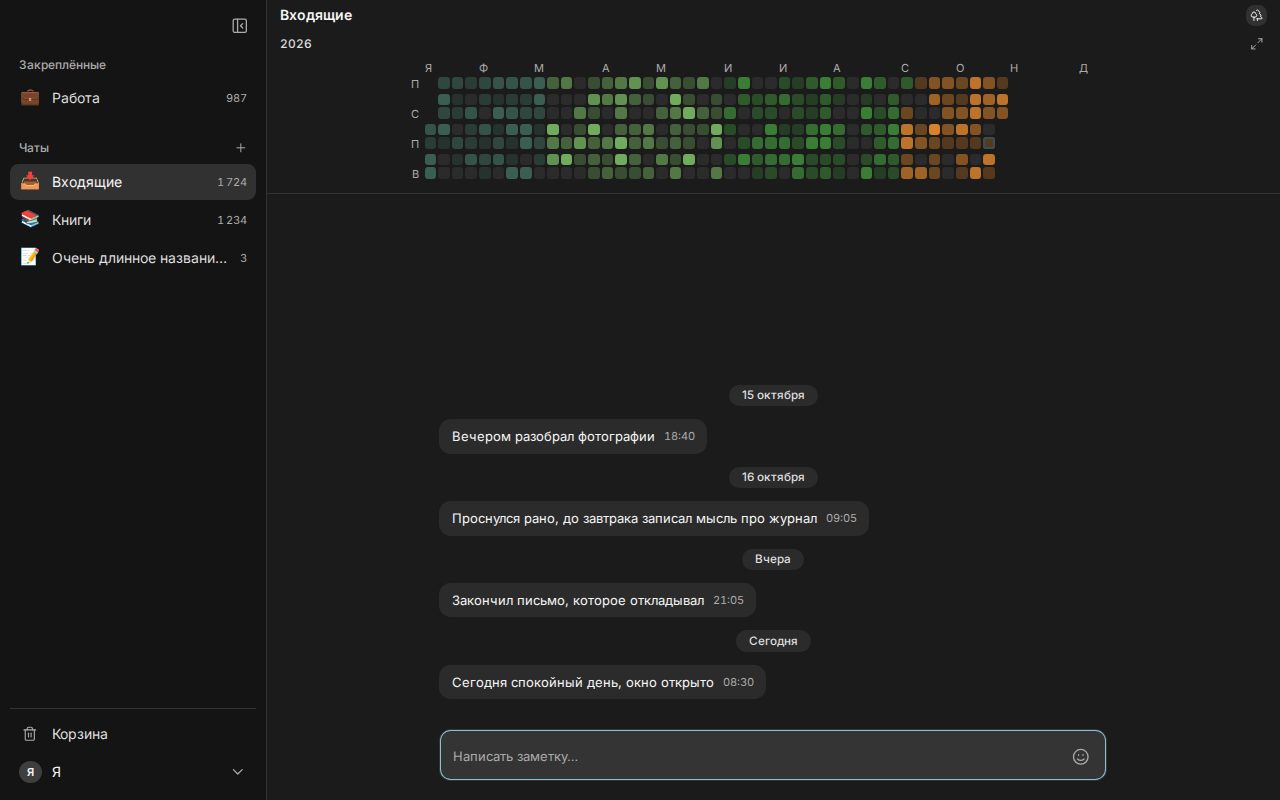 Закреплённые
Работа 987
Чаты
Входящие 1 724
Книги 1 234
Очень длинное названи... 3
Корзина
Я Я
Входящие
2026
Я Ф М А М И И А С О Н Д
П
С
П
В
15 октября
Вечером разобрал фотографии 18:40
16 октября
Проснулся рано, до завтрака записал мысль про журнал 09:05
Вчера
Закончил письмо, которое откладывал 21:05
Сегодня
Сегодня спокойный день, окно открыто 08:30
Написать заметку...